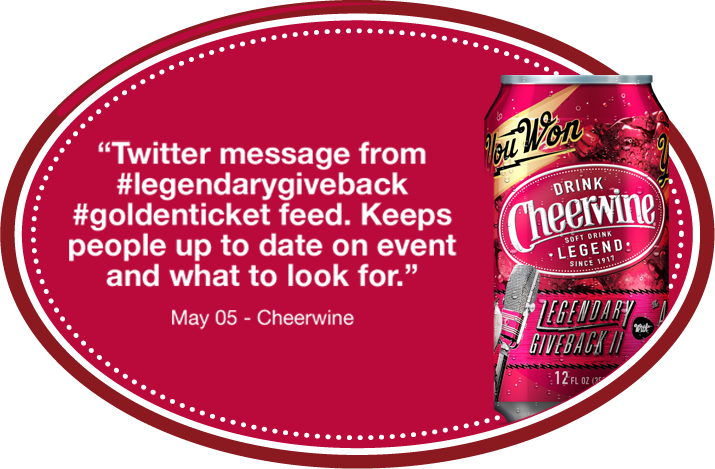 “Twitter message from
#legendarygiveback
#goldenticket feed. Keeps
people up to date on event
and what to look for.”
May 05 - Cheerwine
You Won
DRINK
Cheerwine
SOFT DRINK
• LEGEND •
SINCE 1917
LEGENDARY
GIVEBACK II
12 FL OZ